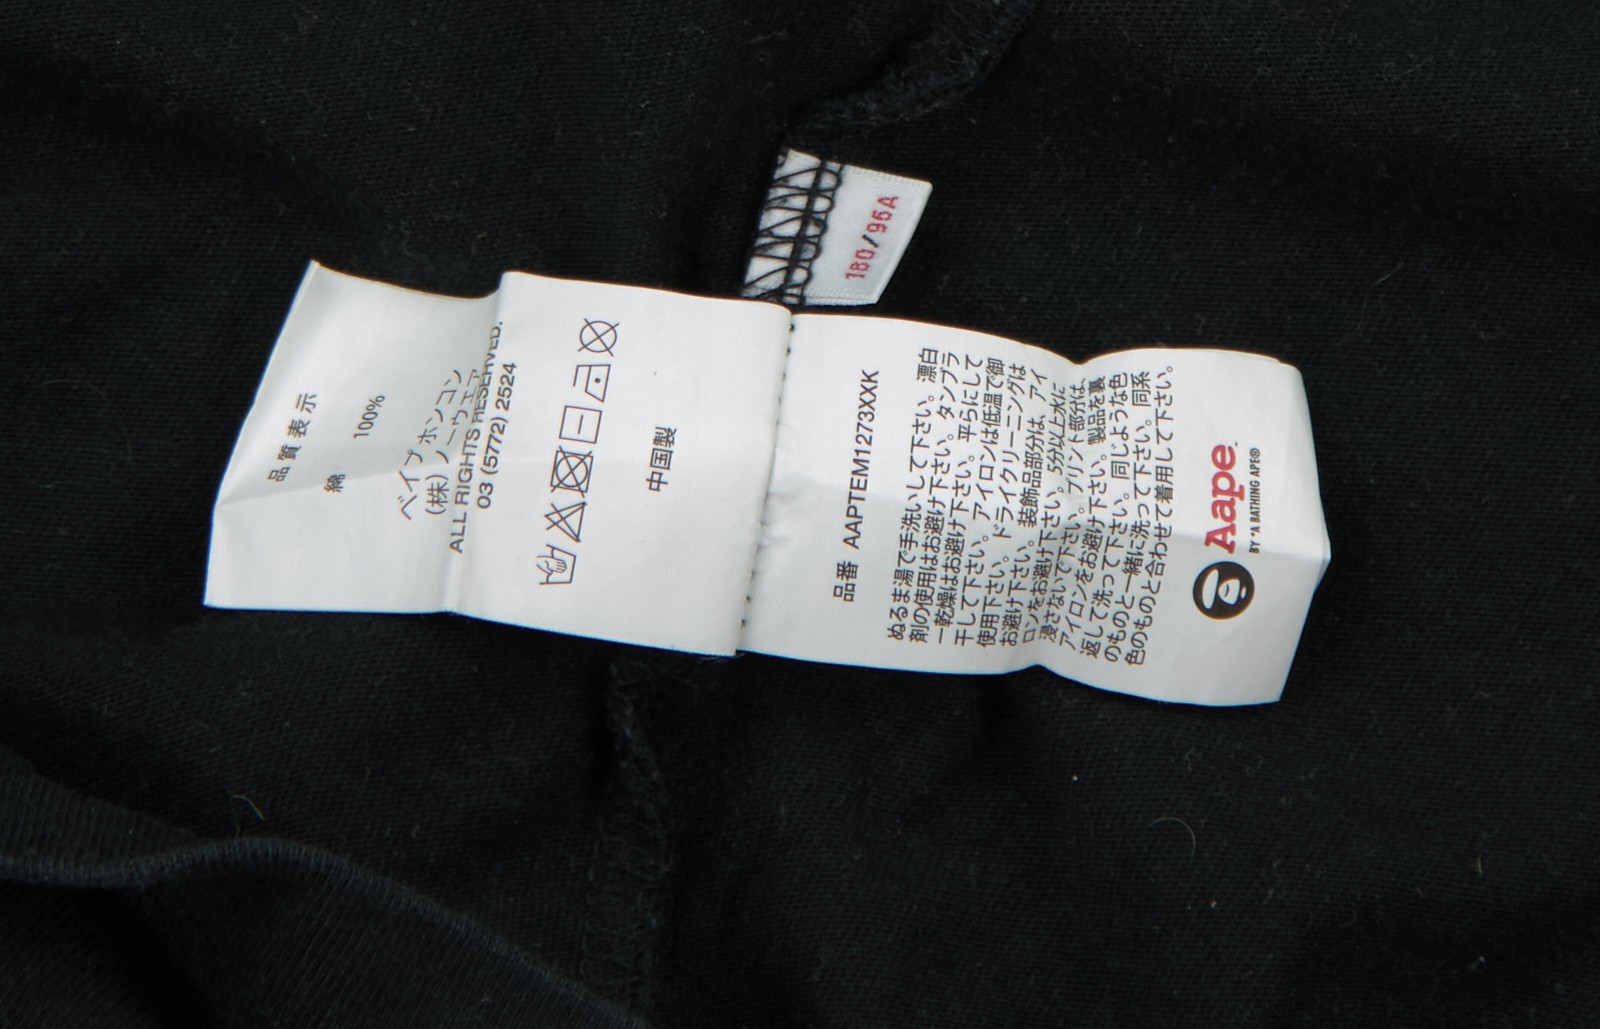 180/96A
品質表示
綿 100%
ベイプホンコン
(株)ノーウェア
ALL RIGHTS RESERVED.
03 (5772) 2524
中国製
品番 AAPTEM1273XXK
ぬるま湯で手洗いして下さい。漂白
剤の使用はお避け下さい。タンブラ
ー乾燥はお避け下さい。平らにして
干して下さい。アイロンは低温で御
使用下さい。ドライクリーニングは
お避け下さい。装飾品部分は、アイ
ロンをお避け下さい。5分以上水に
浸さないで下さい。プリント部分は、
アイロンをお避け下さい。製品を裏
返して洗って下さい。同じような色
のものと一緒に洗って下さい。同系
色のものと合わせて着用して下さい。
Aape™
BY *A BATHING APE®